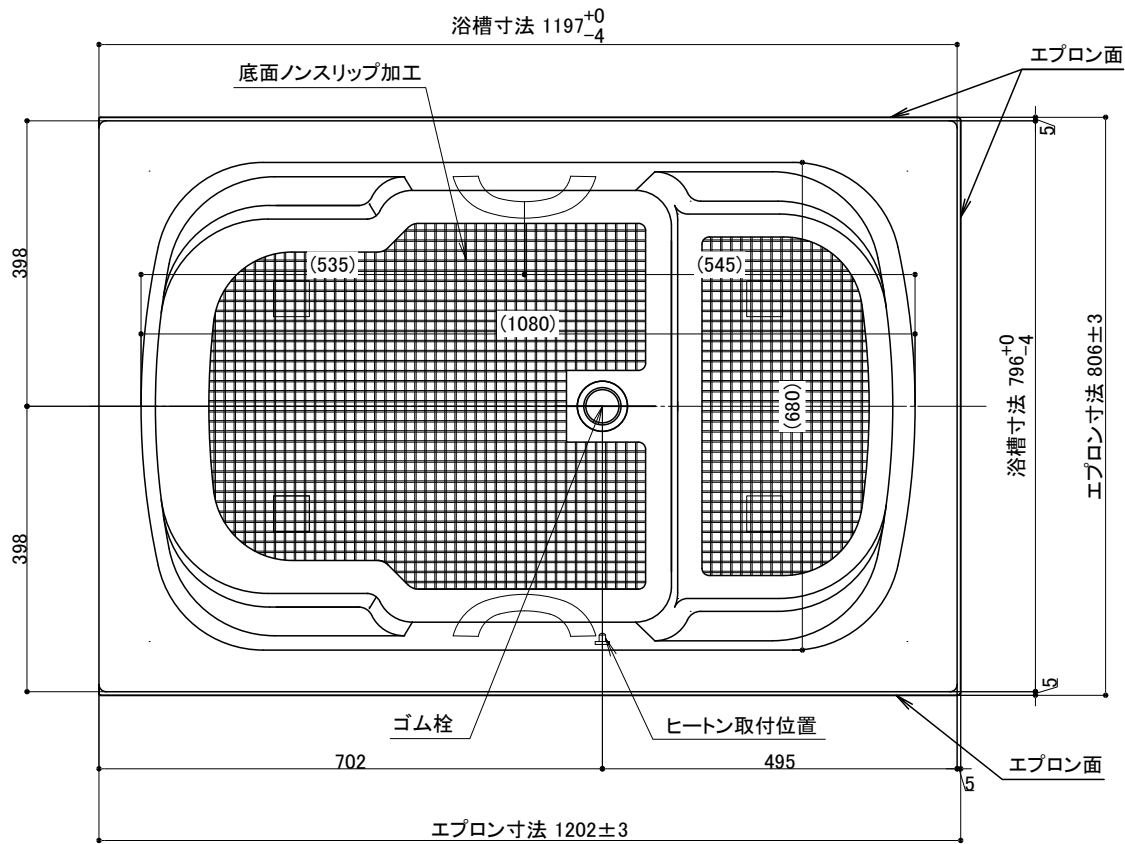 浴槽寸法 1197+0-4
エプロン面
底面ノンスリップ加工
5
(535)
(545)
398
(1080)
浴槽寸法 796+0-4
エプロン寸法 806±3
(680)
398
5
ゴム栓
ヒートン取付位置
702
495
エプロン面
5
エプロン寸法 1202±3